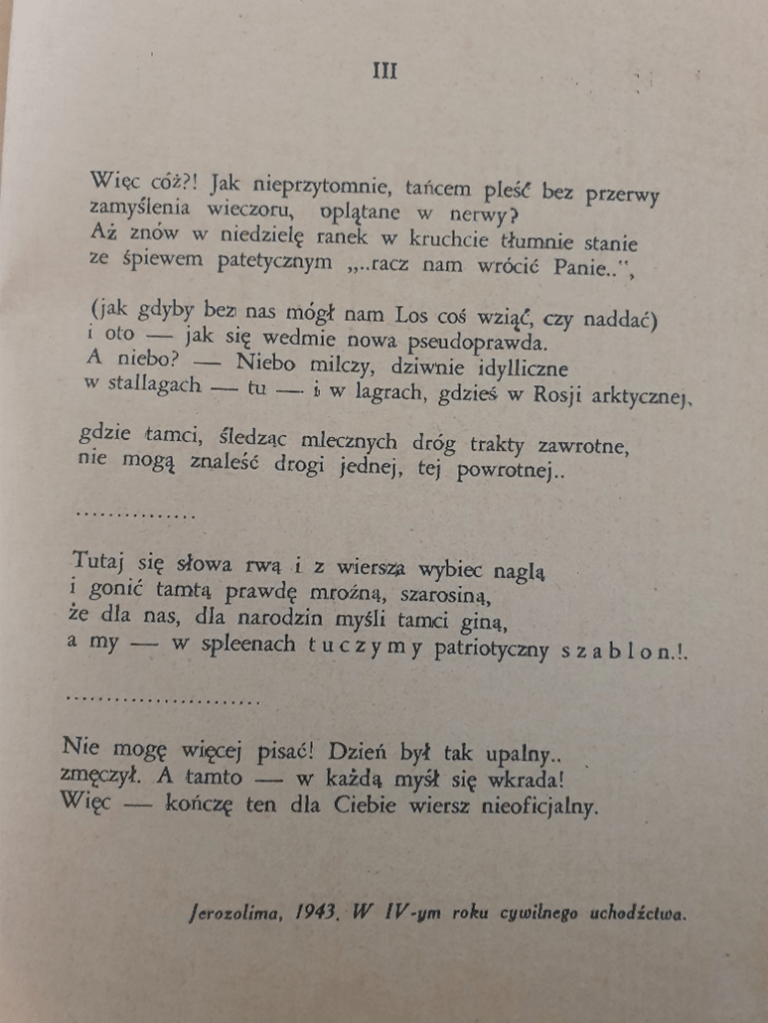 III
Więc cóż?! Jak nieprzytomnie, tańcem pleść bez przerwy
zamyślenia wieczoru, oplątane w nerwy?
Aż znów w niedzielę ranek w kruchcie tłumnie stanie
ze śpiewem patetycznym „..racz nam wrócić Panie..“,
(jak gdyby bez nas mógł nam Los coś wziąć, czy naddać)
i oto — jak się wedmie nowa pseudoprawda.
A niebo? — Niebo milczy, dziwnie idylliczne
w stallagach — tu — i w lagrach, gdzieś w Rosji arktycznej,
gdzie tamci, śledząc mlecznych dróg trakty zawrotne,
nie mogą znaleść drogi jednej, tej powrotnej..
...............
Tutaj się słowa rwą i z wiersza wybiec naglą
i gonić tamtą prawdę mroźną, szarosiną,
że dla nas, dla narodzin myśli tamci giną,
a my — w spleenach t u c z y m y patriotyczny s z a b l o n.!.
........................
Nie mogę więcej pisać! Dzień był tak upalny..
zmęczył. A tamto — w każdą myśł się wkrada!
Więc — kończę ten dla Ciebie wiersz nieoficjalny.
Jerozolima, 1943. W IV-ym roku cywilnego uchodźctwa.